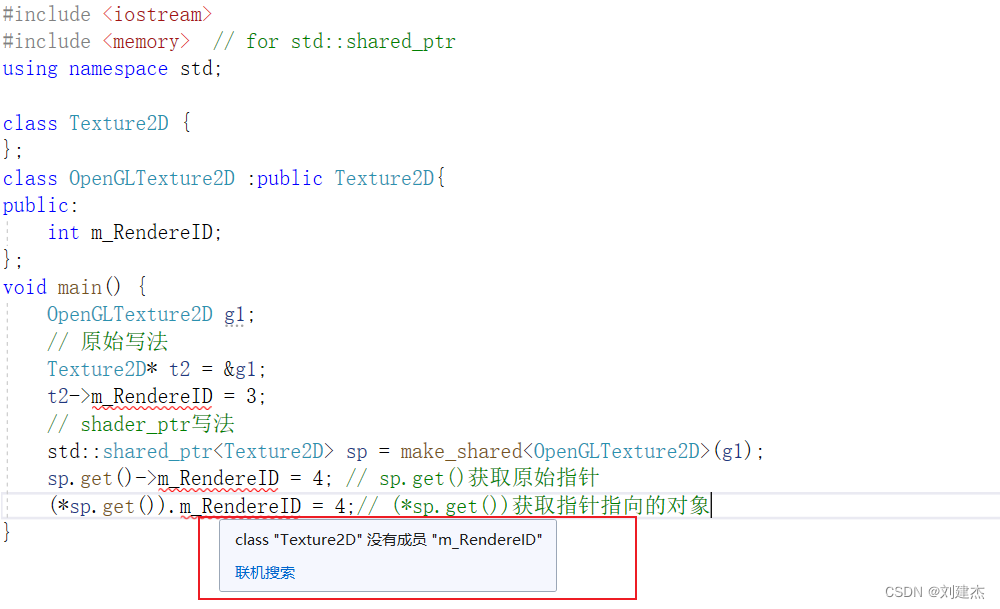 #include <iostream>
#include <memory>  // for std::shared_ptr
using namespace std;
class Texture2D {
};
class OpenGLTexture2D :public Texture2D{
public:
    int m_RendereID;
};
void main() {
    OpenGLTexture2D g1;
    // 原始写法
    Texture2D* t2 = &g1;
    t2->m_RendereID = 3;
    // shader_ptr写法
    std::shared_ptr<Texture2D> sp = make_shared<OpenGLTexture2D>(g1);
    sp.get()->m_RendereID = 4; // sp.get()获取原始指针
    (*sp.get()).m_RendereID = 4;// (*sp.get())获取指针指向的对象
}
class "Texture2D" 没有成员 "m_RendereID"
联机搜索
CSDN @刘建杰